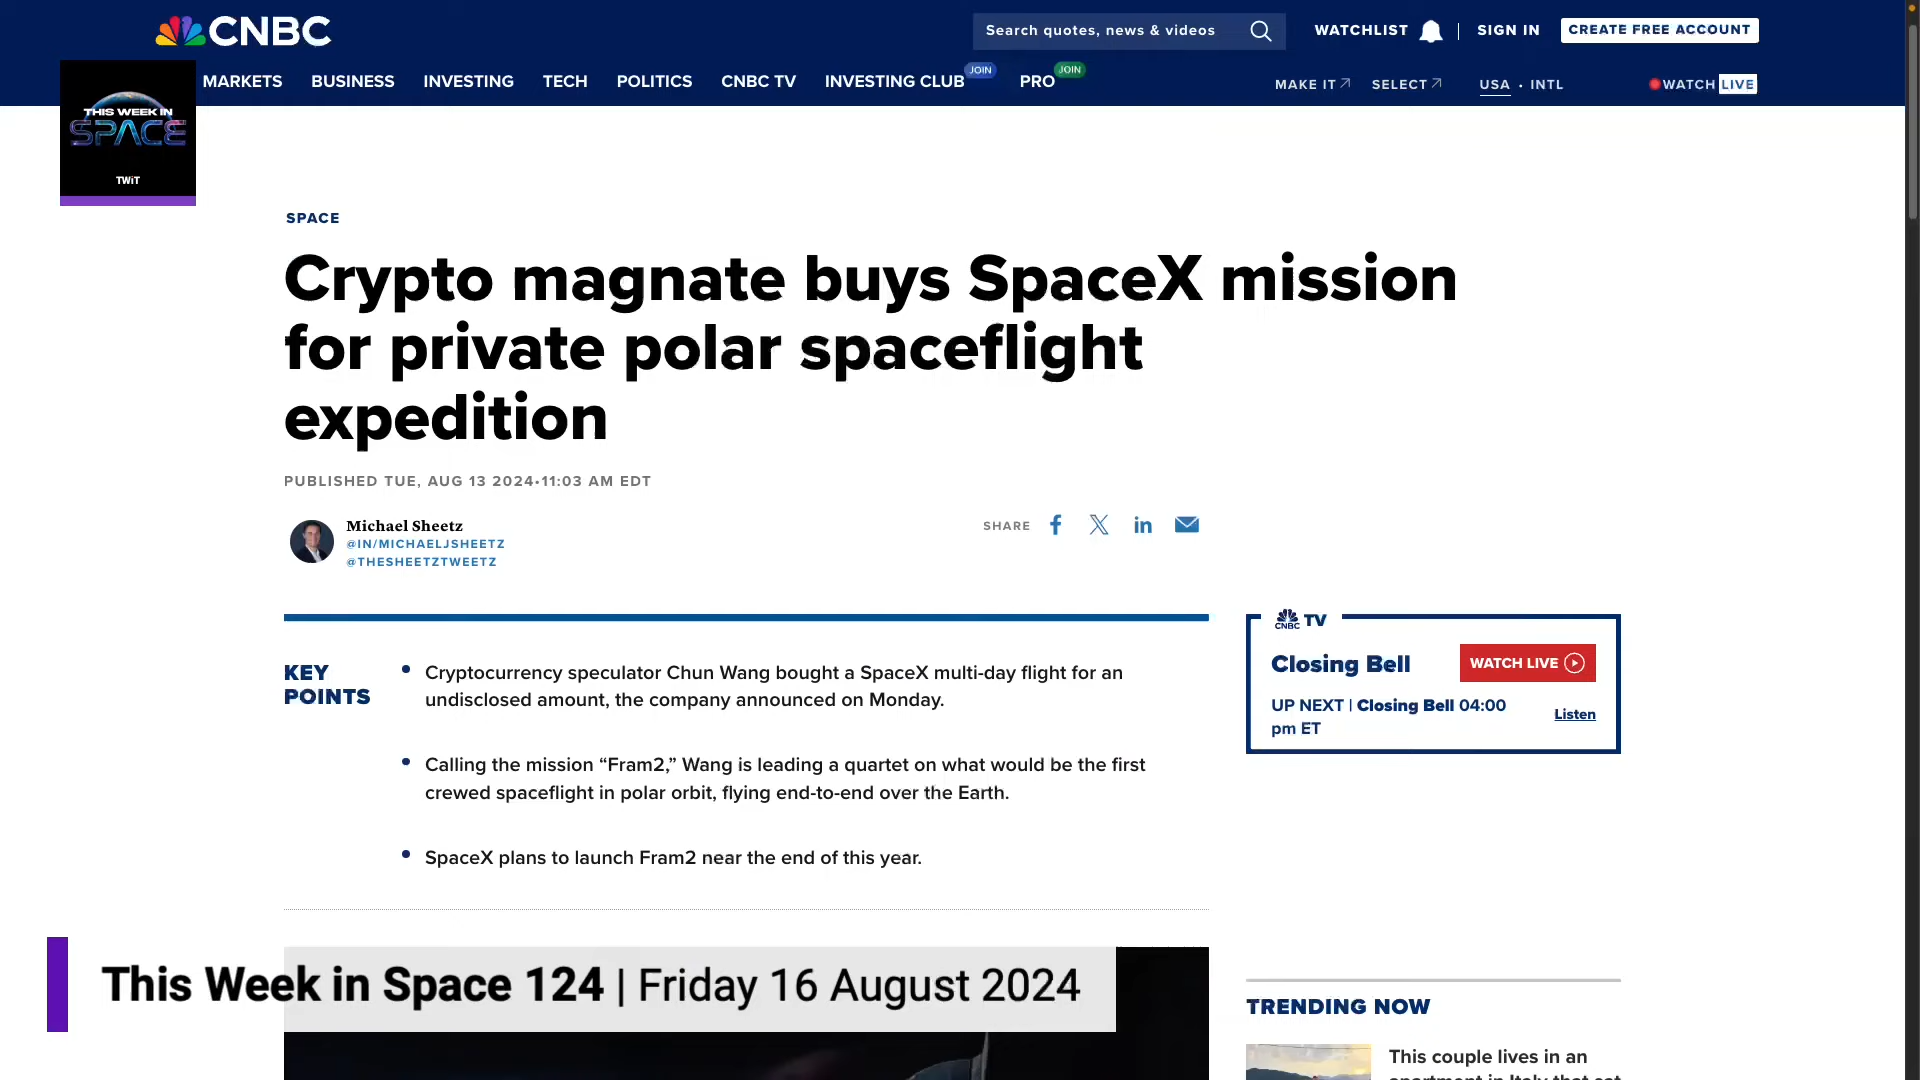 CNBC
Search quotes, news & videos
WATCHLIST
SIGN IN
CREATE FREE ACCOUNT
MARKETS
BUSINESS
INVESTING
TECH
POLITICS
CNBC TV
INVESTING CLUB
JOIN
PRO
JOIN
MAKE IT
SELECT
USA • INTL
WATCH LIVE
THIS WEEK IN
SPACE
TWiT
SPACE
Crypto magnate buys SpaceX mission
for private polar spaceflight
expedition
PUBLISHED TUE, AUG 13 2024•11:03 AM EDT
Michael Sheetz
@IN/MICHAELJSHEETZ
@THESHEETZTWEETZ
SHARE
KEY
POINTS
• Cryptocurrency speculator Chun Wang bought a SpaceX multi-day flight for an
undisclosed amount, the company announced on Monday.
• Calling the mission “Fram2,” Wang is leading a quartet on what would be the first
crewed spaceflight in polar orbit, flying end-to-end over the Earth.
• SpaceX plans to launch Fram2 near the end of this year.
CNBC TV
Closing Bell
WATCH LIVE
UP NEXT | Closing Bell 04:00
pm ET
Listen
This Week in Space 124 | Friday 16 August 2024
TRENDING NOW
This couple lives in an
apartment in Italy that cost